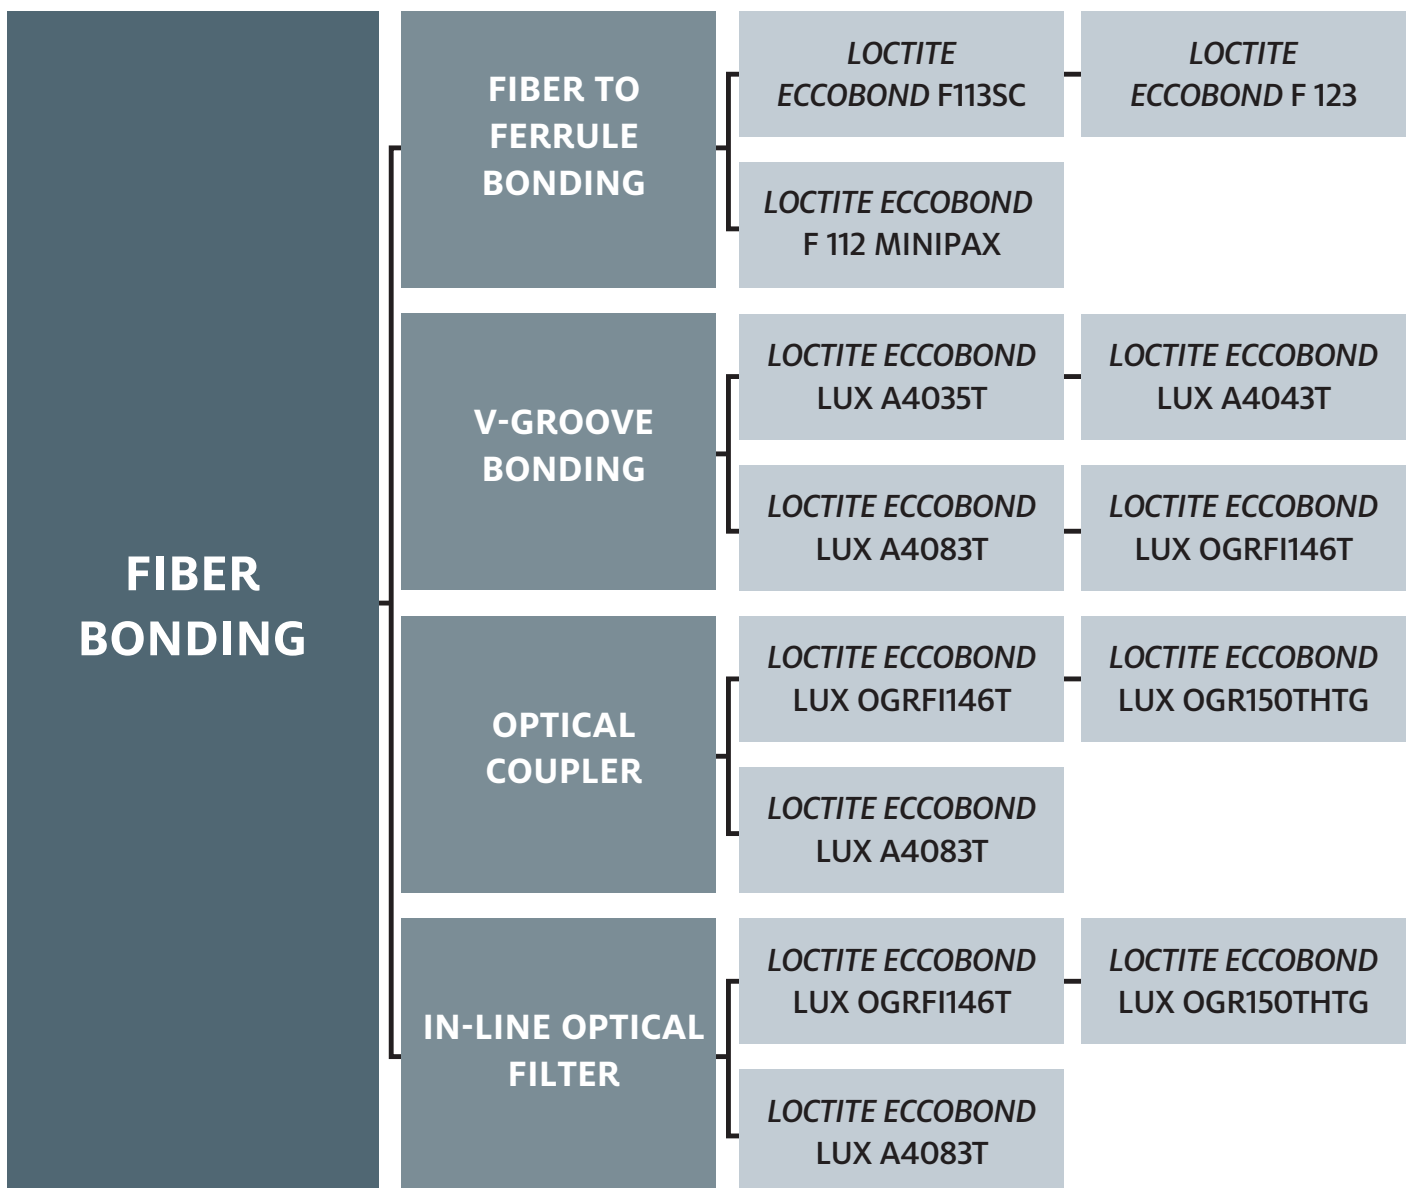 FIBER
BONDING
FIBER TO
FERRULE
BONDING
LOCTITE
ECCOBOND F113SC
LOCTITE
ECCOBOND F 123
LOCTITE ECCOBOND
F 112 MINIPAX
V-GROOVE
BONDING
LOCTITE ECCOBOND
LUX A4035T
LOCTITE ECCOBOND
LUX A4043T
LOCTITE ECCOBOND
LUX A4083T
LOCTITE ECCOBOND
LUX OGRFI146T
OPTICAL
COUPLER
LOCTITE ECCOBOND
LUX OGRFI146T
LOCTITE ECCOBOND
LUX OGR150THTG
LOCTITE ECCOBOND
LUX A4083T
IN-LINE OPTICAL
FILTER
LOCTITE ECCOBOND
LUX OGRFI146T
LOCTITE ECCOBOND
LUX OGR150THTG
LOCTITE ECCOBOND
LUX A4083T